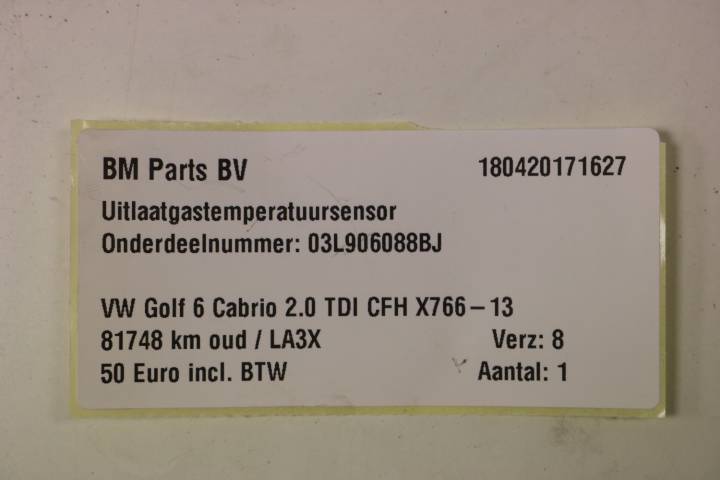 BM Parts BV 180420171627
Uitlaatgastemperatuursensor
Onderdeelnummer: 03L906088BJ
VW Golf 6 Cabrio 2.0 TDI CFH X766-13
81748 km oud / LA3X Verz: 8
50 Euro incl. BTW Aantal: 1